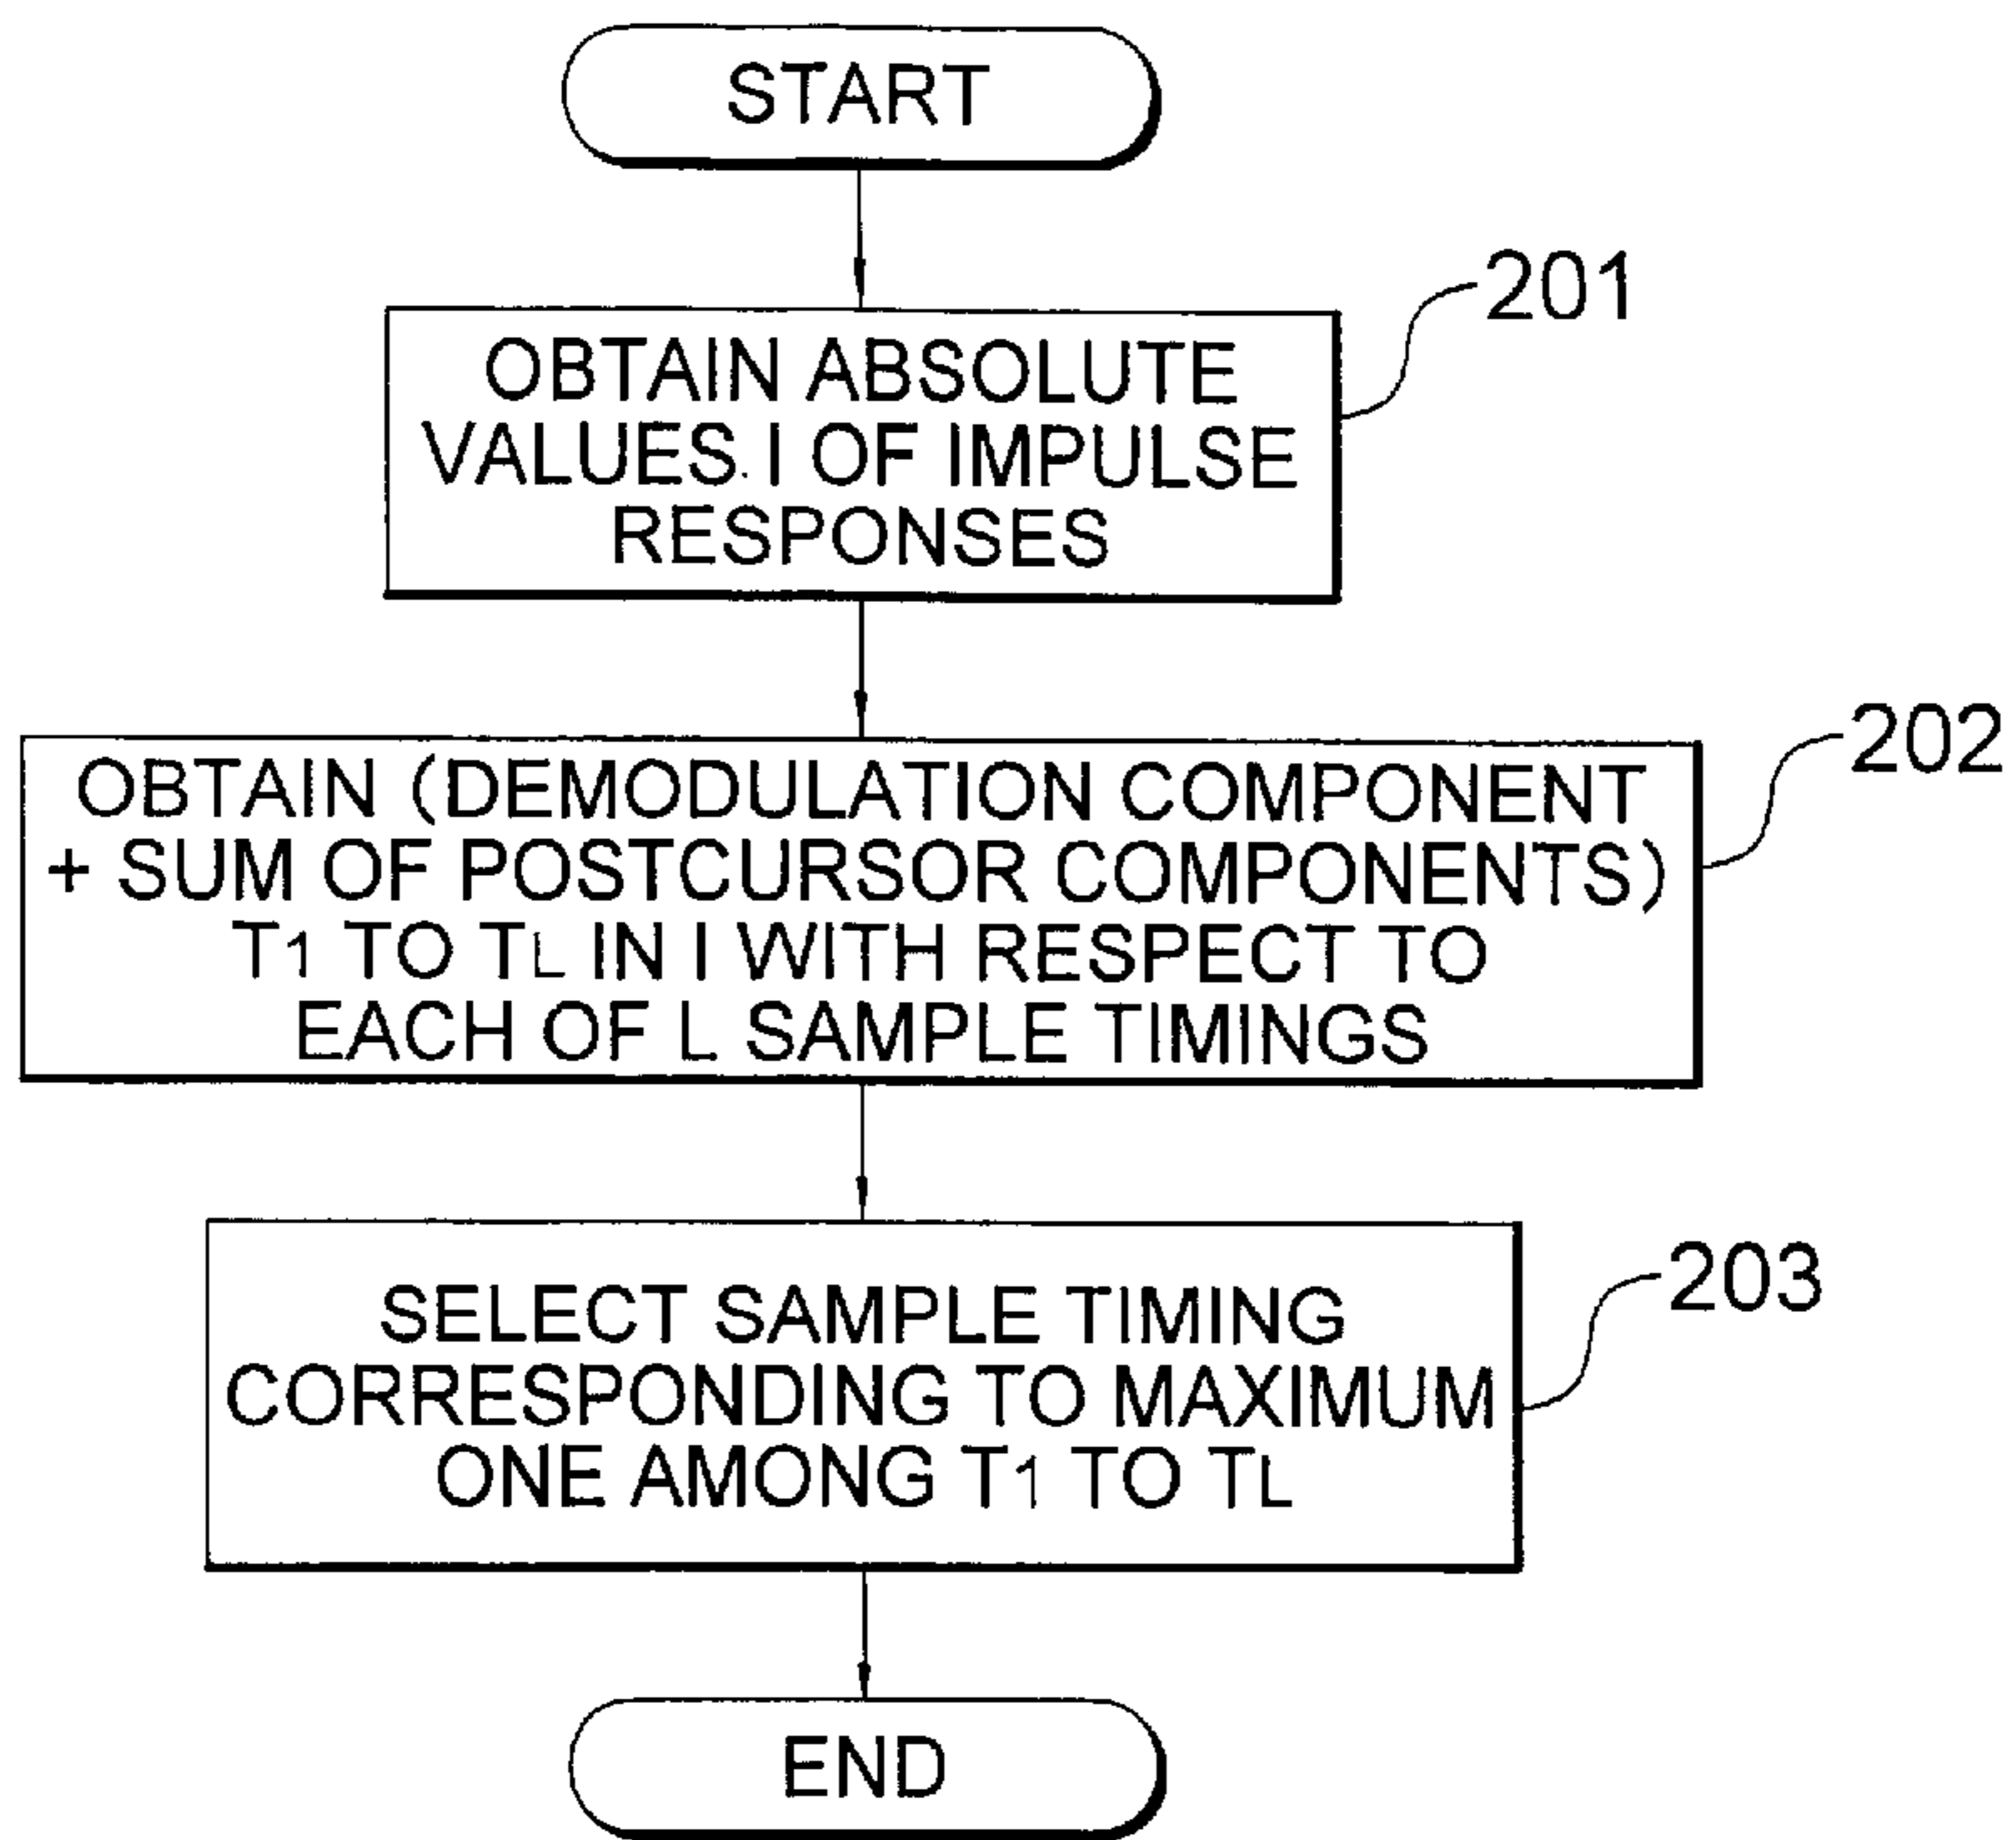 START
201
OBTAIN ABSOLUTE
VALUES. I OF IMPULSE
RESPONSES
202
OBTAIN (DEMODULATION COMPONENT
+ SUM OF POSTCURSOR COMPONENTS)
T1 TO TL IN I WITH RESPECT TO
EACH OF L SAMPLE TIMINGS
203
SELECT SAMPLE TIMING
CORRESPONDING TO MAXIMUM
ONE AMONG T1 TO TL
END